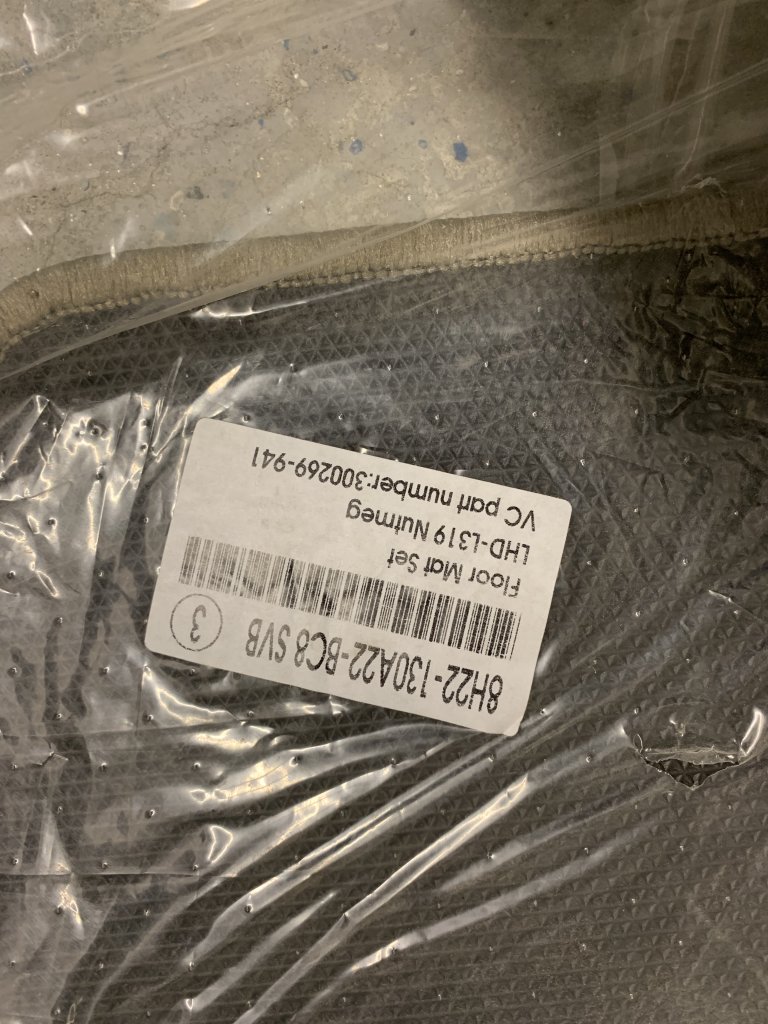 8H22-130A22-BC8 SVB
3
Floor Mat Set
LHD-L319 Nutmeg
VC part number:300269-941